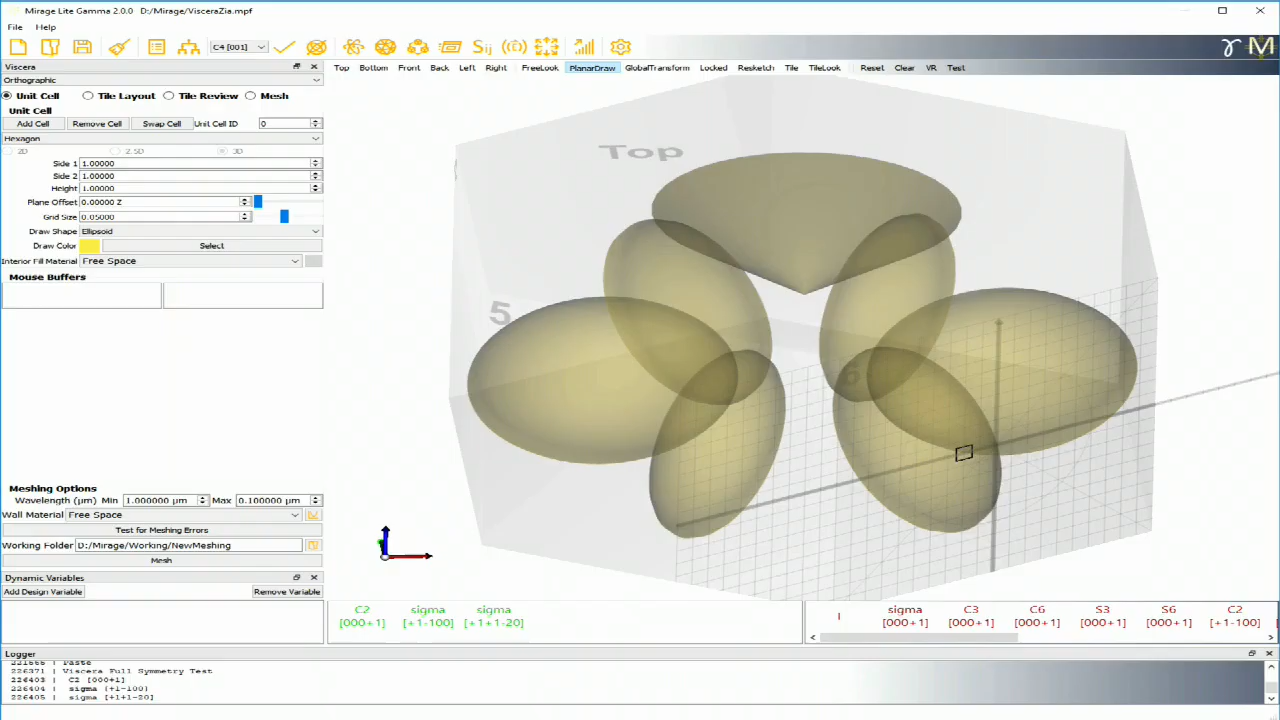 Mirage Lite Gamma 2.0.0 D:/Mirage/VisceraZia.mpf
File Help
C4 [001] Sij
Viscera
Top Bottom Front Back Left Right FreeLook PlanarDraw GlobalTransform Locked Resketch Tile TileLook Reset Clear VR Test
Orthographic
Unit Cell Tile Layout Tile Review Mesh
Unit Cell
Add Cell Remove Cell Swap Cell Unit Cell ID 0
Hexagon
2D 2.5D 3D
Side 1 1.00000
Side 2 1.00000
Height 1.00000
Plane Offset 0.00000 Z
Grid Size 0.05000
Draw Shape Ellipsoid
Draw Color Select
Interior Fill Material Free Space
Mouse Buffers
Top
5
6
Meshing Options
Wavelength (µm) Min 1.000000 µm Max 0.100000 µm
Wall Material Free Space
Test for Meshing Errors
Working Folder D:/Mirage/Working/NewMeshing
Mesh
Dynamic Variables
Add Design Variable Remove Variable
C2 sigma sigma
[000+1] [+1-100] [+1+1-20]
I sigma C3 C6 S3 S6 C2
[000+1] [000+1] [000+1] [000+1] [000+1] [+1-100]
Logger
Paste
226371 | Viscera Full Symmetry Test
226403 | C2 [000+1]
226404 | sigma [+1-100]
226405 | sigma [+1+1-20]